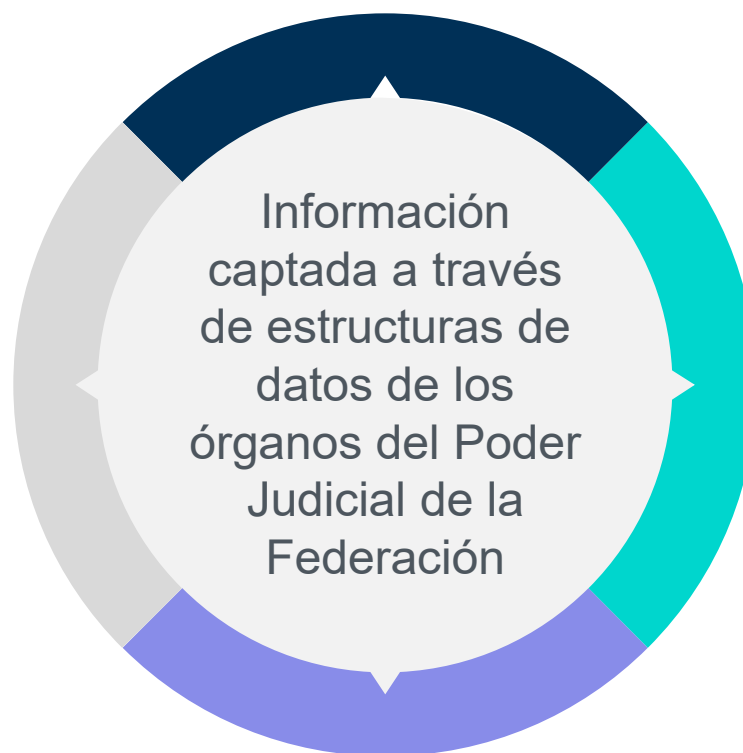 Información
captada a través
de estructuras de
datos de los
órganos del Poder
Judicial de la
Federación